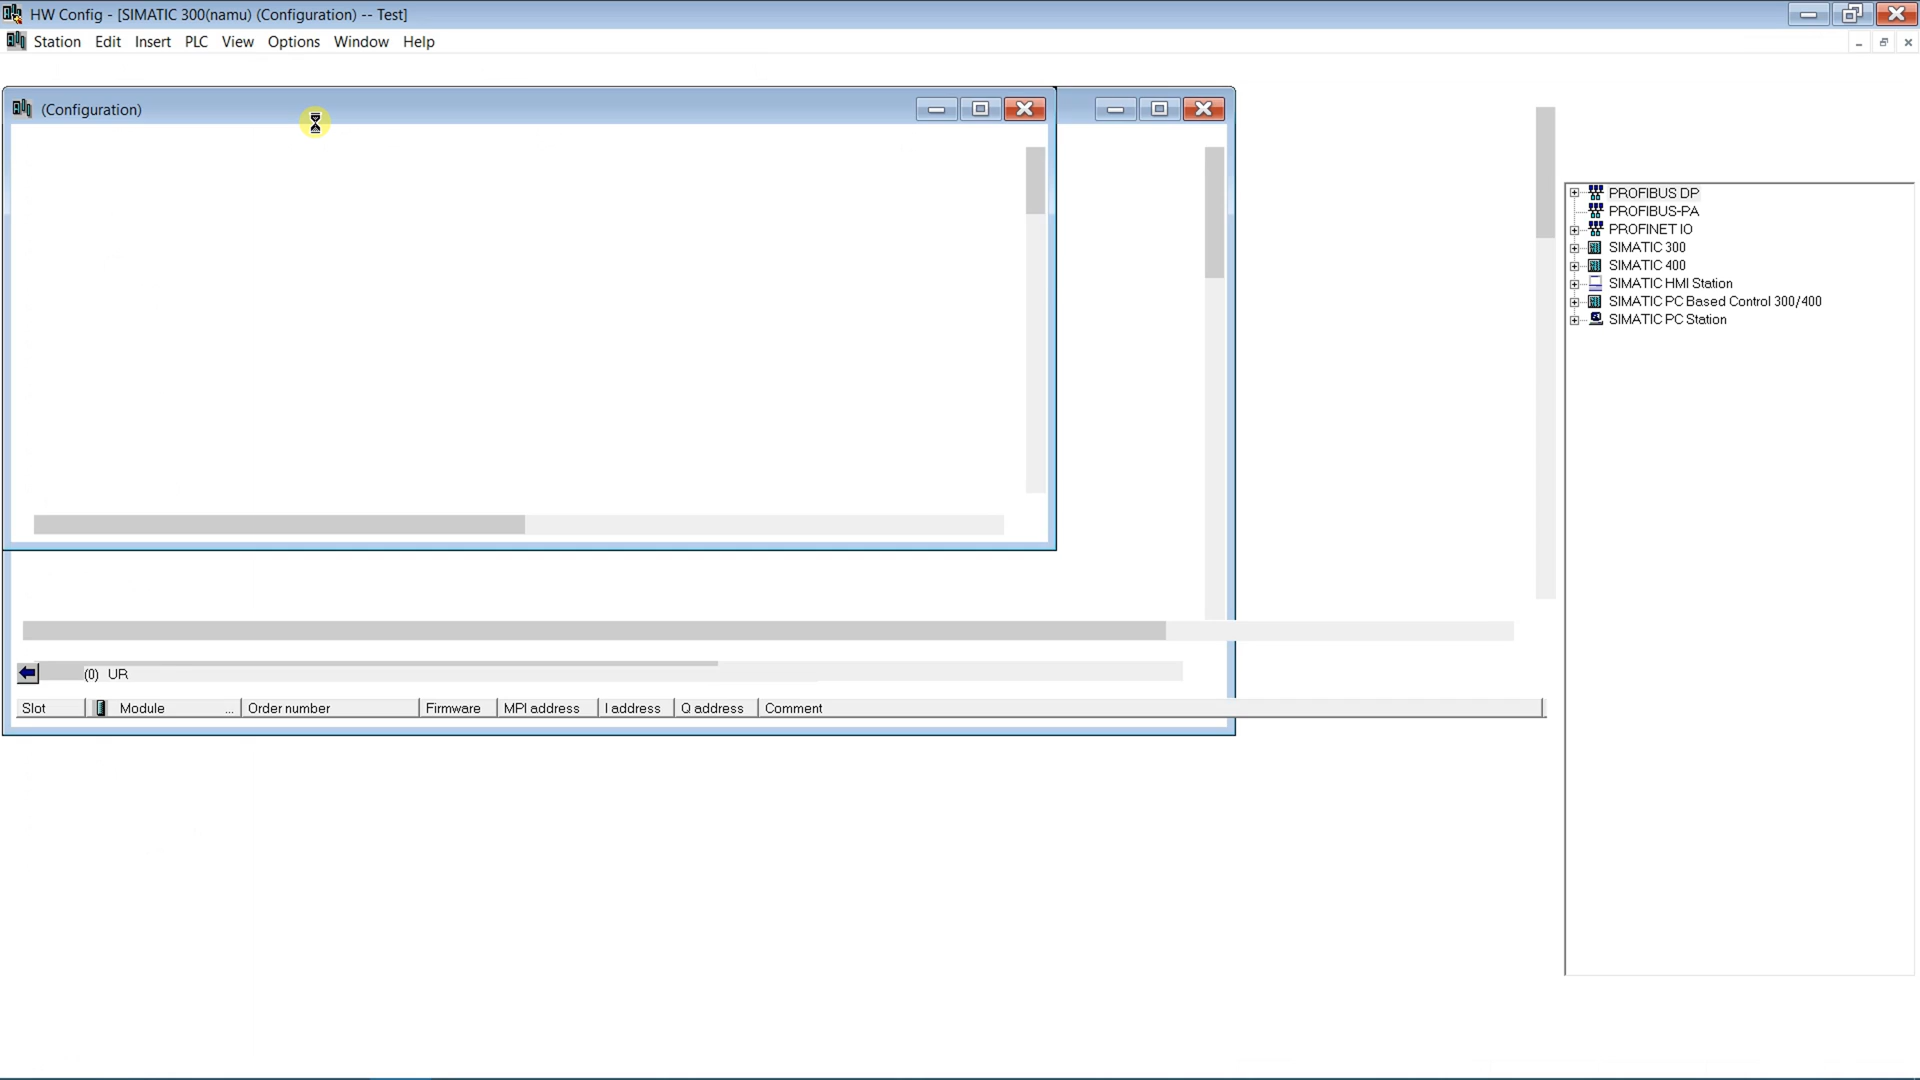 HW Config - [SIMATIC 300(namu) (Configuration) -- Test]
Station Edit Insert PLC View Options Window Help
(Configuration)
PROFIBUS DP
PROFIBUS-PA
PROFINET IO
SIMATIC 300
SIMATIC 400
SIMATIC HMI Station
SIMATIC PC Based Control 300/400
SIMATIC PC Station
(0) UR
Slot Module ... Order number Firmware MPI address I address Q address Comment